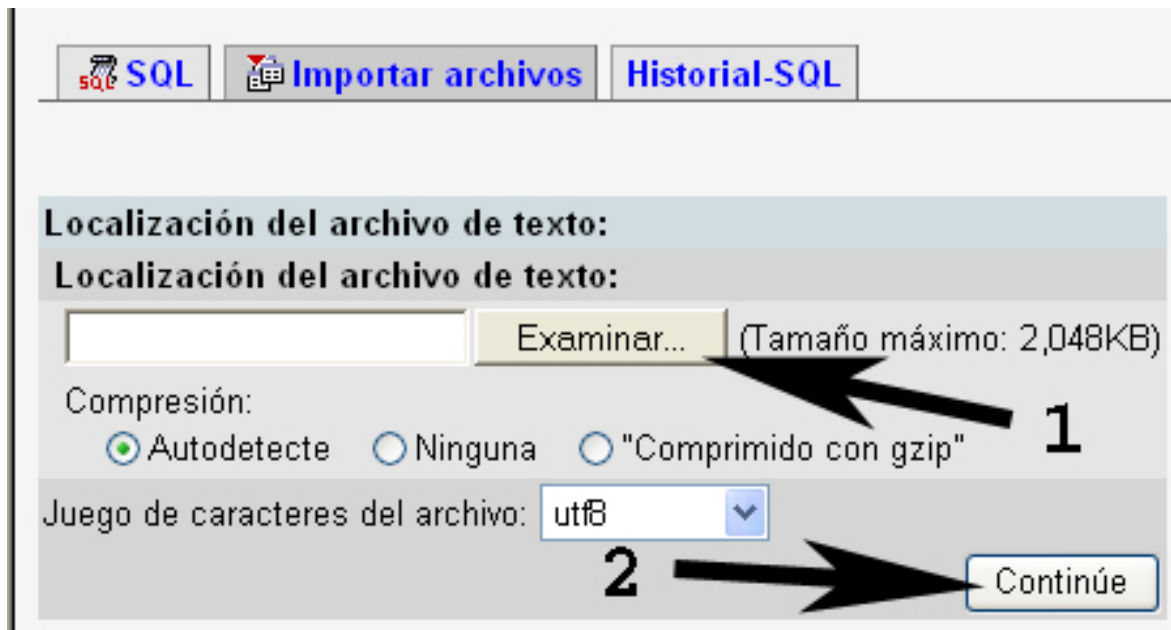 SQL Importar archivos Historial-SQL
Localización del archivo de texto:
Localización del archivo de texto:
Examinar... (Tamaño máximo: 2,048KB)
Compresión:
Autodetecte Ninguna "Comprimido con gzip"
1
Juego de caracteres del archivo: utf8
2
Continúe